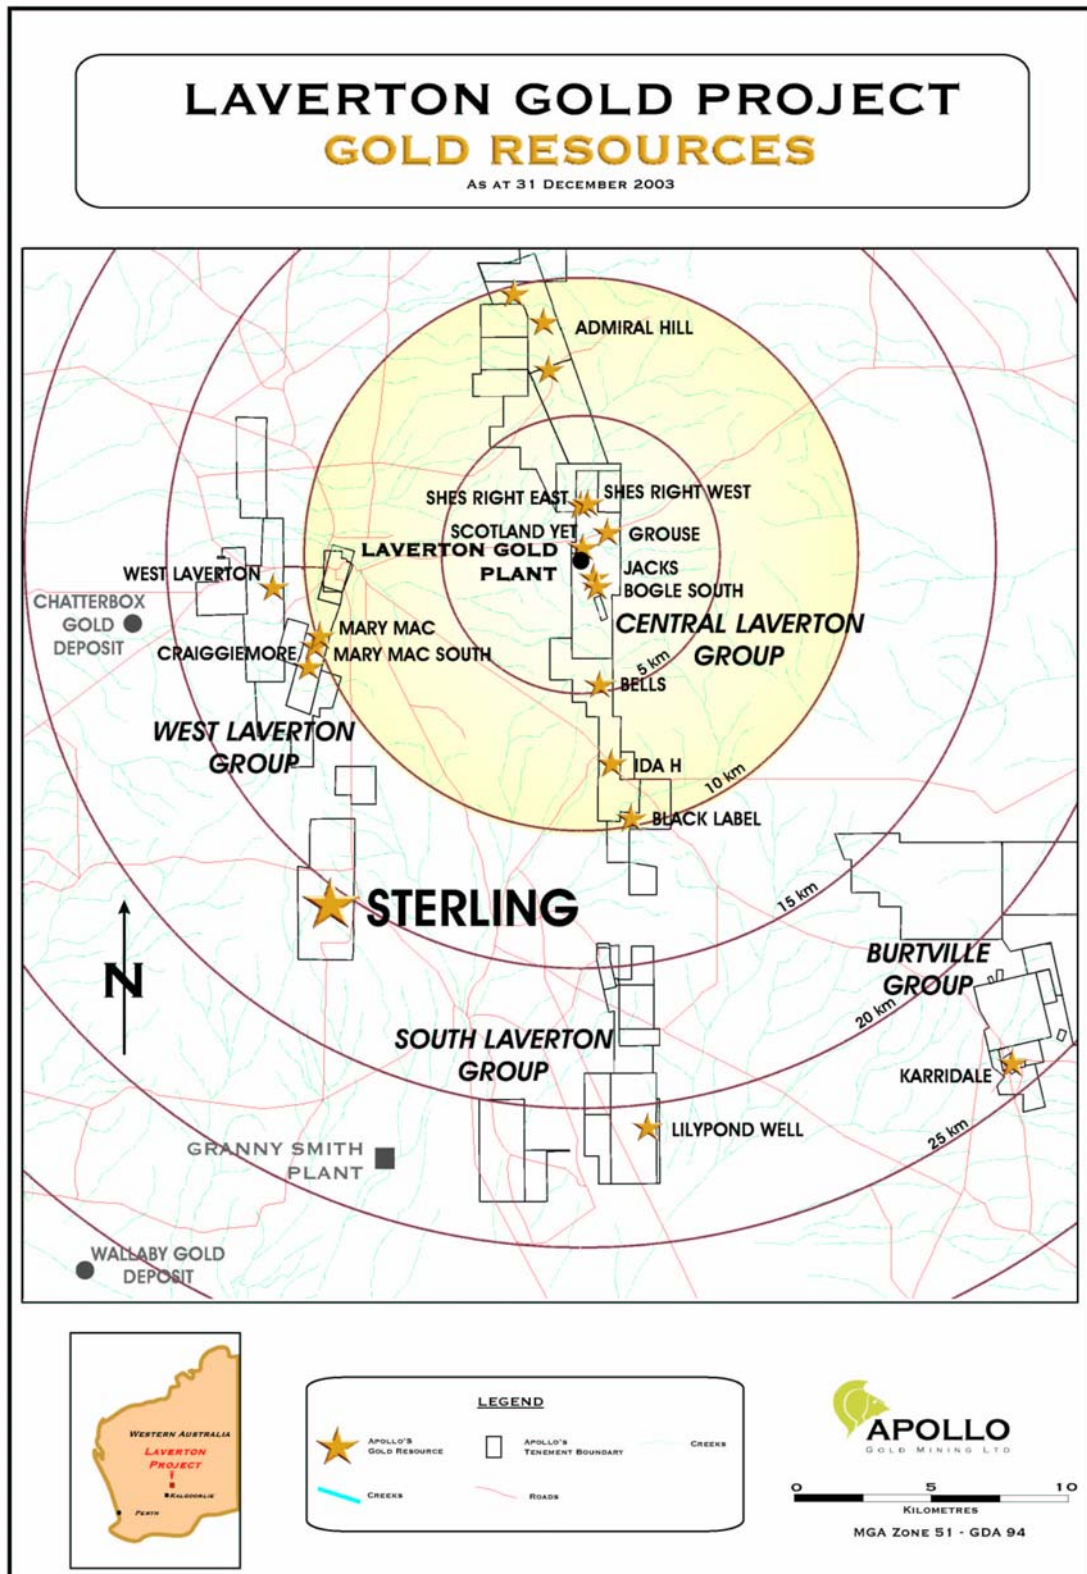 LAVERTON GOLD PROJECT
GOLD RESOURCES
AS AT 31 DECEMBER 2003
ADMIRAL HILL
SHES RIGHT EAST
SHES RIGHT WEST
SCOTLAND YET
GROUSE
LAVERTON GOLD
PLANT
JACKS
BOGLE SOUTH
WEST LAVERTON
CHATTERBOX
GOLD
DEPOSIT
MARY MAC
CRAIGGIEMORE
MARY MAC SOUTH
CENTRAL LAVERTON
GROUP
5 km
BELLS
WEST LAVERTON
GROUP
IDA H
10 km
BLACK LABEL
STERLING
15 km
N
BURTVILLE
GROUP
20 km
SOUTH LAVERTON
GROUP
KARRIDALE
LILYPOND WELL
25 km
GRANNY SMITH
PLANT
WALLABY GOLD
DEPOSIT
WESTERN AUSTRALIA
LAVERTON
PROJECT
KALGOORLIE
PERTH
LEGEND
APOLLO'S
GOLD RESOURCE
APOLLO'S
TENEMENT BOUNDARY
CREEKS
CREEKS
ROADS
APOLLO
GOLD MINING LTD
0 5 10
KILOMETRES
MGA ZONE 51 - GDA 94